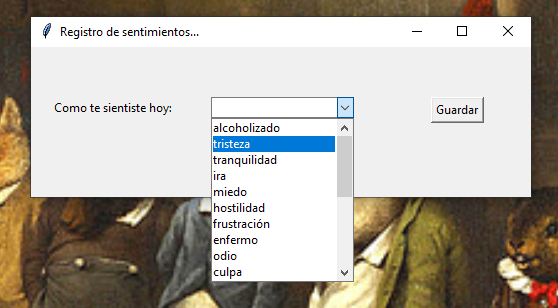 Registro de sentimientos...
Como te sientiste hoy:
Guardar
alcoholizado
tristeza
tranquilidad
ira
miedo
hostilidad
frustración
enfermo
odio
culpa